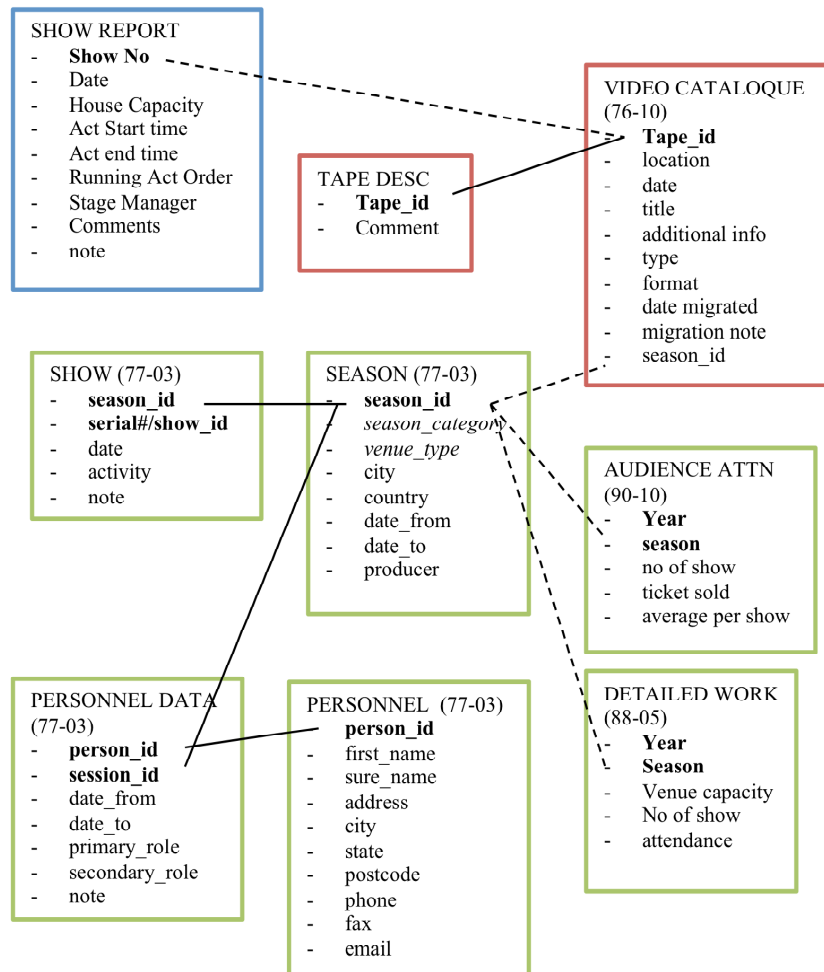 SHOW REPORT
- Show No
- Date
- House Capacity
- Act Start time
- Act end time
- Running Act Order
- Stage Manager
- Comments
- note
TAPE DESC
- Tape_id
- Comment
VIDEO CATALOQUE
(76-10)
- Tape_id
- location
- date
- title
- additional info
- type
- format
- date migrated
- migration note
- season_id
SHOW (77-03)
- season_id
- serial#/show_id
- date
- activity
- note
SEASON (77-03)
- season_id
- season_category
- venue_type
- city
- country
- date_from
- date_to
- producer
AUDIENCE ATTN
(90-10)
- Year
- season
- no of show
- ticket sold
- average per show
PERSONNEL DATA
(77-03)
- person_id
- session_id
- date_from
- date_to
- primary_role
- secondary_role
- note
PERSONNEL (77-03)
- person_id
- first_name
- sure_name
- address
- city
- state
- postcode
- phone
- fax
- email
DETAILED WORK
(88-05)
- Year
- Season
- Venue capacity
- No of show
- attendance